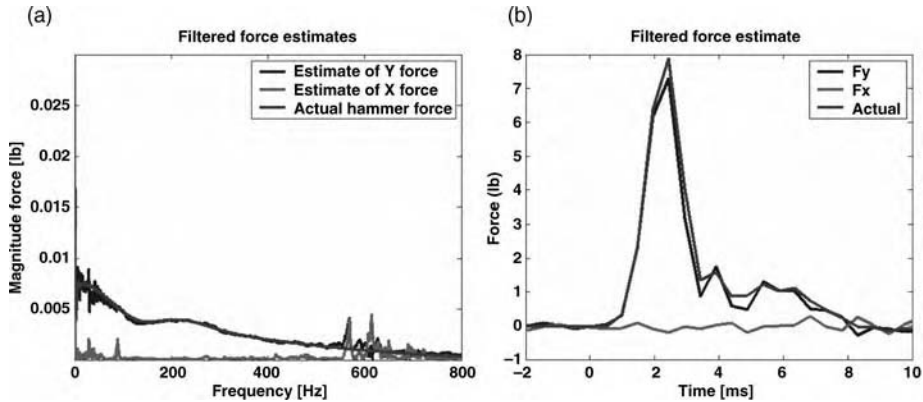 (a)
Filtered force estimates
Estimate of Y force
Estimate of X force
Actual hammer force
Magnitude force [lb]
0.025
0.02
0.015
0.01
0.005
0 200 400 600 800
Frequency [Hz]
(b)
Filtered force estimate
Fy
Fx
Actual
Force (lb)
8
7
6
5
4
3
2
1
0
−1
−2 0 2 4 6 8 10
Time [ms]